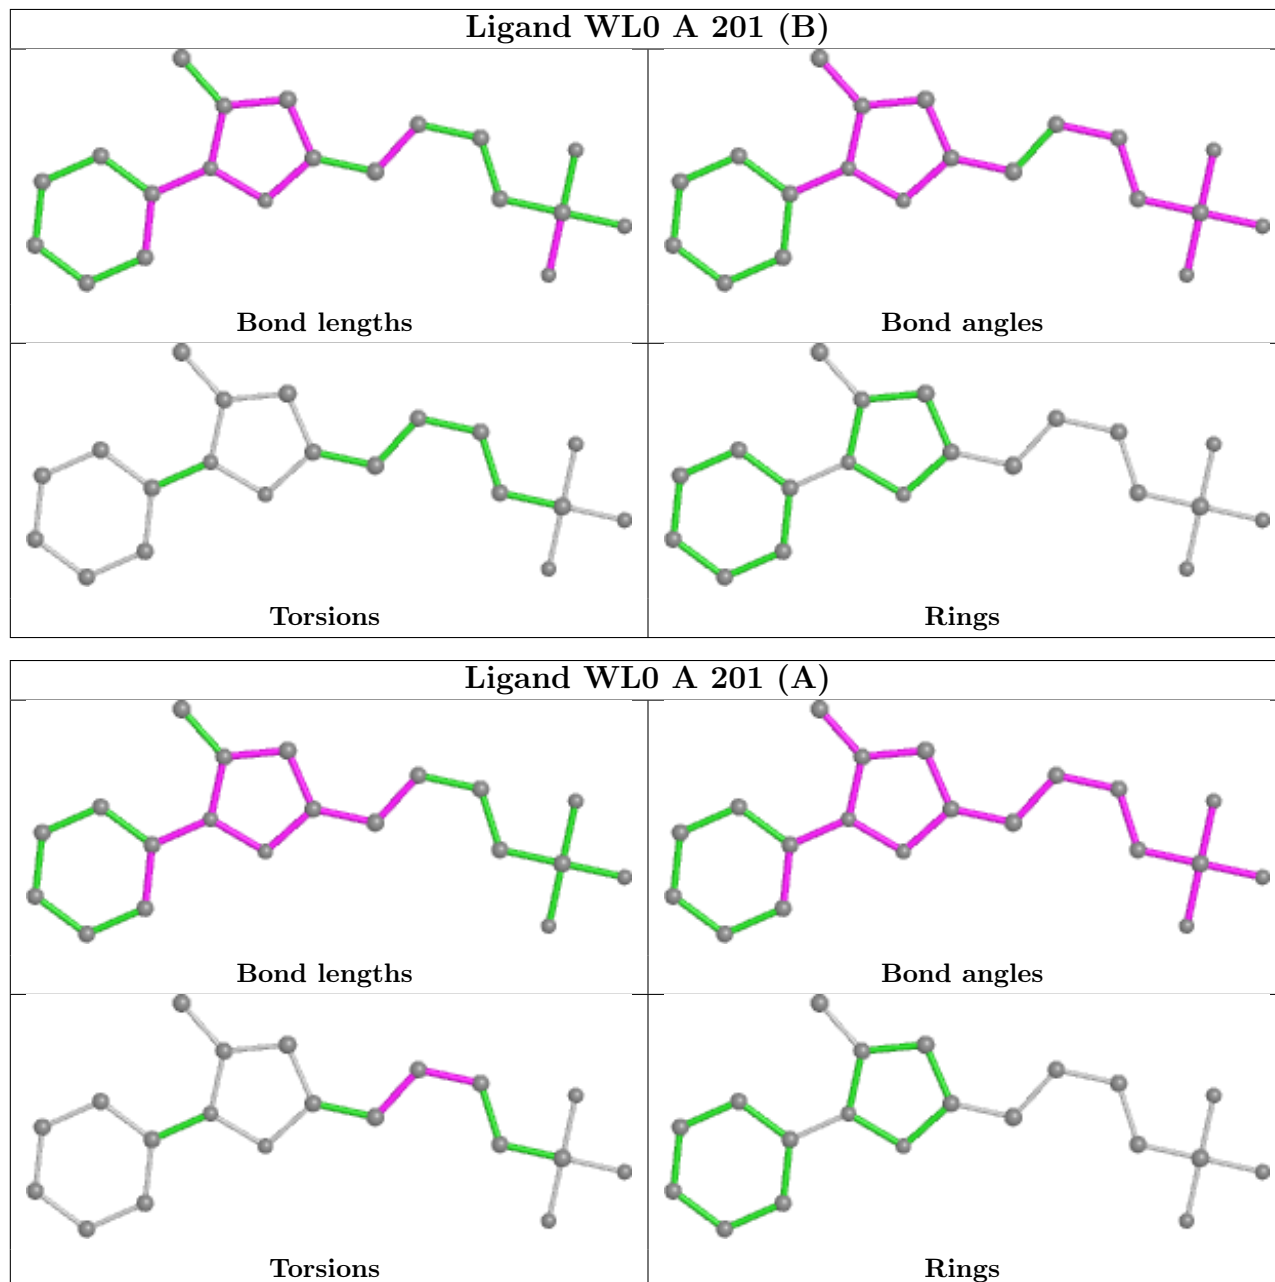 Ligand WL0 A 201 (B)
Bond lengths
Bond angles
Torsions
Rings
Ligand WL0 A 201 (A)
Bond lengths
Bond angles
Torsions
Rings